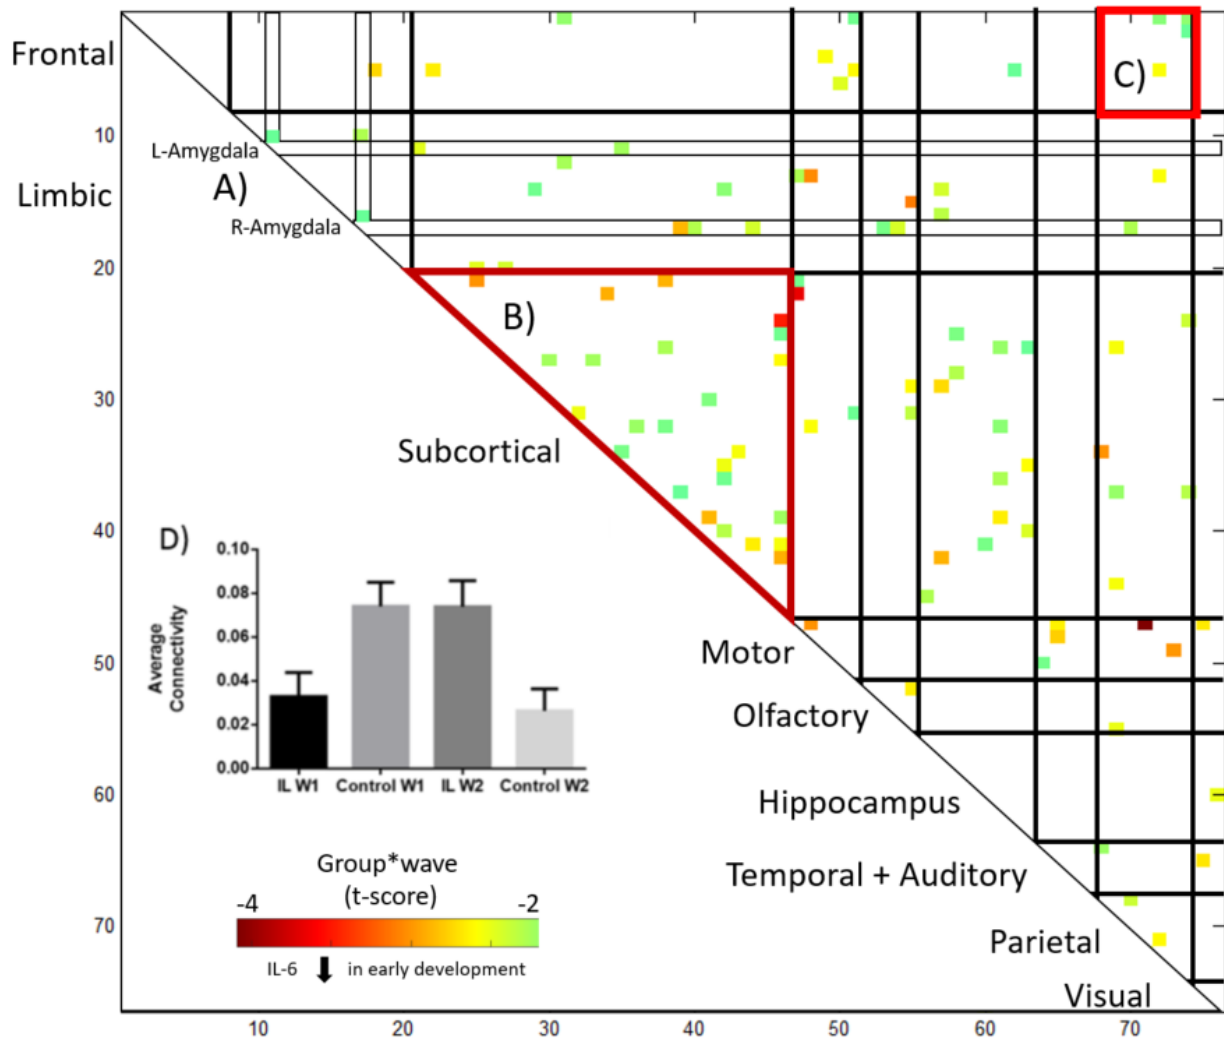 Frontal
C)
10
L-Amygdala
A)
Limbic
R-Amygdala
20
B)
30
Subcortical
40
D)
0.10
0.08
0.06
0.04
0.02
0.00
Average
Connectivity
IL W1 Control W1 IL W2 Control W2
50
Motor
Olfactory
60
Hippocampus
Group*wave
(t-score)
-4 -2
IL-6 in early development
Temporal + Auditory
70
Parietal
Visual
10 20 30 40 50 60 70